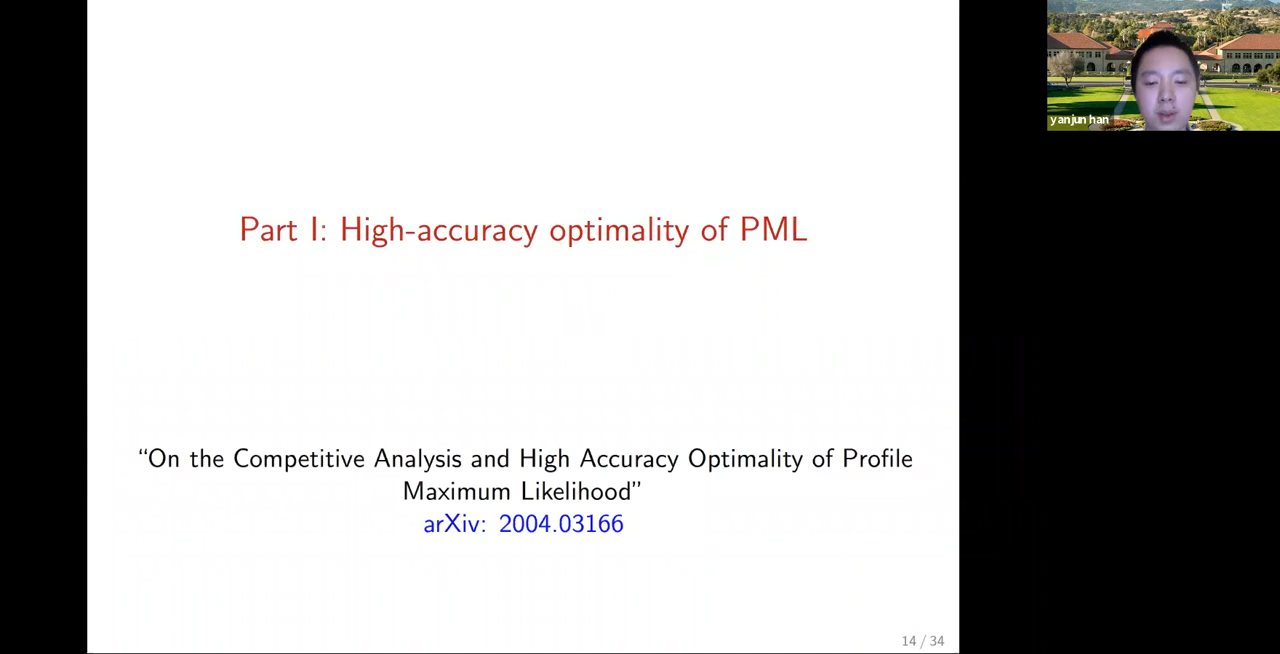 Part I: High-accuracy optimality of PML
“On the Competitive Analysis and High Accuracy Optimality of Profile
Maximum Likelihood”
arXiv: 2004.03166
14 / 34
yanjun han